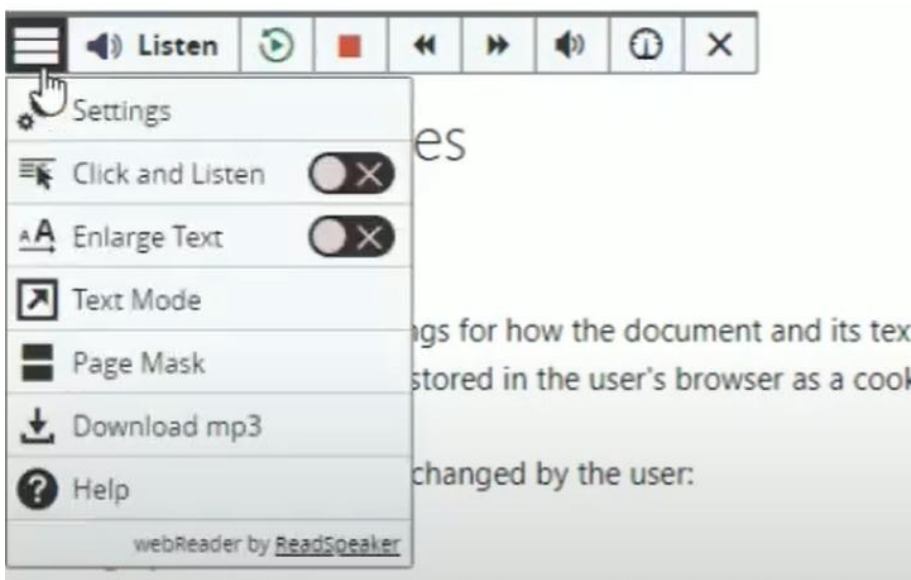 Listen
Settings
es
Click and Listen
Enlarge Text
Text Mode
ngs for how the document and its tex
Page Mask
stored in the user's browser as a cook
Download mp3
changed by the user:
Help
webReader by ReadSpeaker